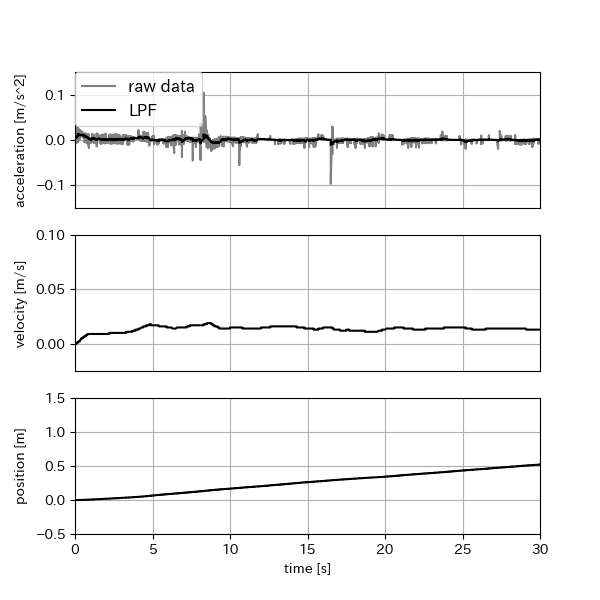 acceleration [m/s^2]
raw data
LPF
0.1
0.0
−0.1
velocity [m/s]
0.10
0.05
0.00
position [m]
1.5
1.0
0.5
0.0
−0.5
0 5 10 15 20 25 30
time [s]